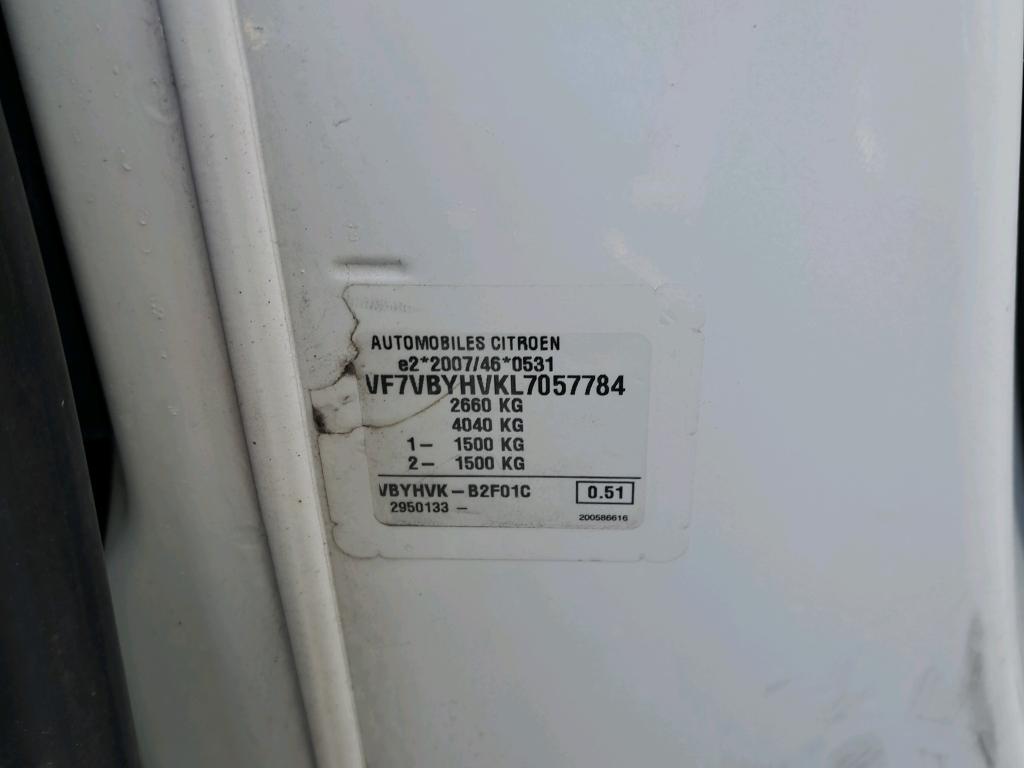 AUTOMOBILES CITROEN
e2*2007/46*0531
VF7VBYHVKL7057784
2660 KG
4040 KG
1– 1500 KG
2– 1500 KG
VBYHVK – B2F01C 0.51
2950133 – 200586616